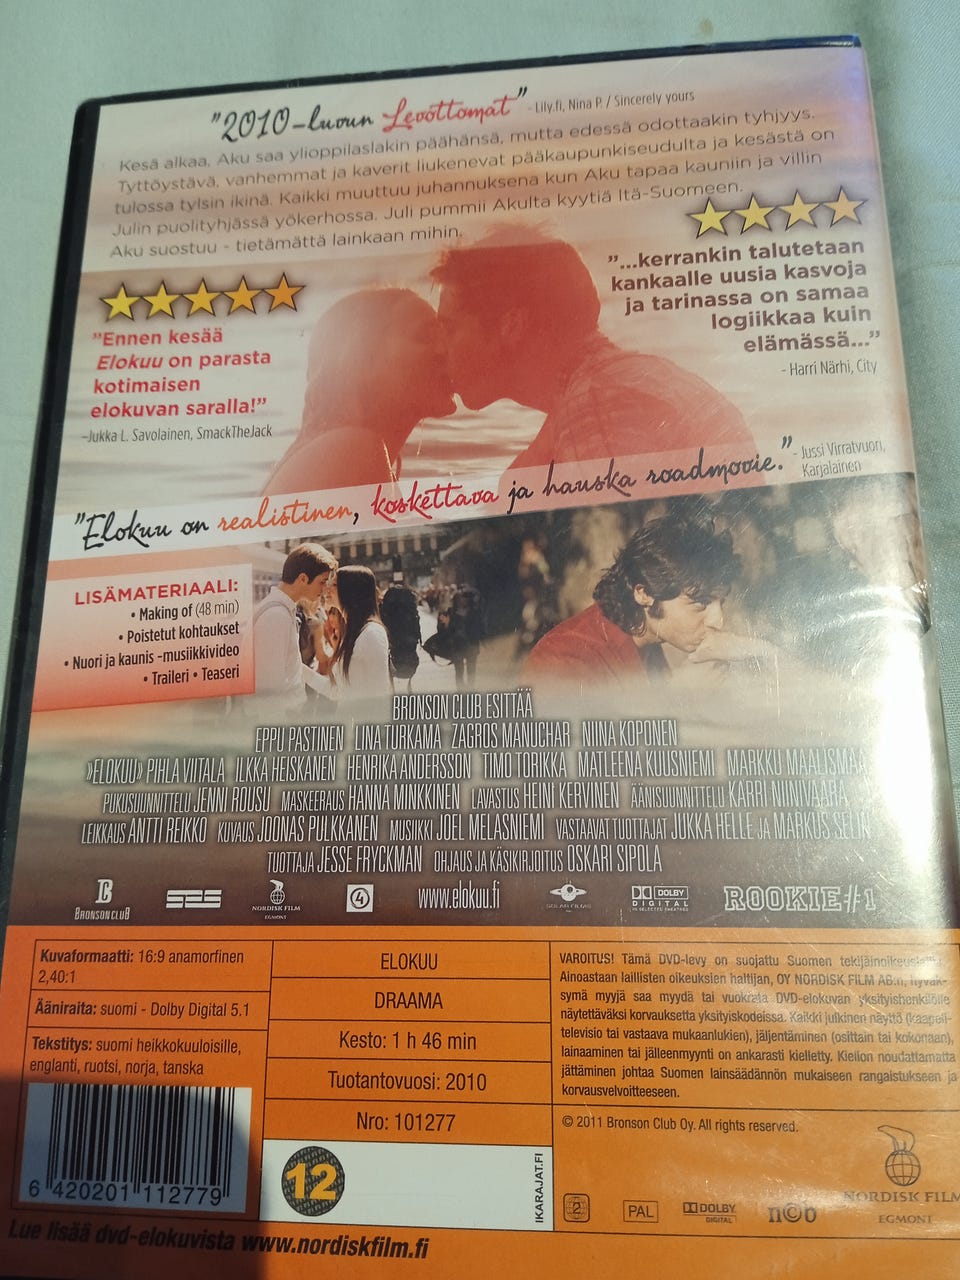 "2010-luvun Levottomat" - Lily.fi, Nina P. / Sincerely yours
Kesä alkaa. Aku saa ylioppilaslakin päähänsä, mutta edessä odottaakin tyhjyys.
Tyttöystävä, vanhemmat ja kaverit liukenevat pääkaupunkiseudulta ja kesästä on
tulossa tylsin ikinä. Kaikki muuttuu juhannuksena kun Aku tapaa kauniin ja villin
Julin puolityhjässä yökerhossa. Juli pummii Akulta kyytiä Itä-Suomeen.
Aku suostuu - tietämättä lainkaan mihin.
"Ennen kesää
Elokuu on parasta
kotimaisen
elokuvan saralla!"
-Jukka L. Savolainen, SmackTheJack
"...kerrankin talutetaan
kankaalle uusia kasvoja
ja tarinassa on samaa
logiikkaa kuin
elämässä..."
- Harri Närhi, City
"Elokuu on realistinen, koskettava ja hauska roadmovie."
- Jussi Virratvuori,
Karjalainen
LISÄMATERIAALI:
• Making of (48 min)
• Poistetut kohtaukset
• Nuori ja kaunis -musiikkivideo
• Traileri • Teaseri
BRONSON CLUB ESITTÄÄ
EPPU PASTINEN LINA TURKAMA ZAGROS MANUCHAR NIINA KOPONEN
»ELOKUU» PIHLA VIITALA ILKKA HEISKANEN HENRIKA ANDERSSON TIMO TORIKKA MATLEENA KUUSNIEMI MARKKU MAALISMAA
PUKUSUUNNITTELU JENNI ROUSU MASKEERAUS HANNA MINKKINEN LAVASTUS HEINI KERVINEN ÄÄNISUUNNITTELU KARRI NIINIVAARA
LEIKKAUS ANTTI REIKKO KUVAUS JOONAS PULKKANEN MUSIIKKI JOEL MELASNIEMI VASTAAVAT TUOTTAJAT JUKKA HELLE JA MARKUS SELIN
TUOTTAJA JESSE FRYCKMAN OHJAUS JA KÄSIKIRJOITUS OSKARI SIPOLA
BRONSON CLUB
SES
NORDISK FILM
EGMONT
4
www.elokuu.fi
SOLAR FILMS
DOLBY
DIGITAL
IN SELECTED THEATRES
ROOKIE#1
Kuvaformaatti: 16:9 anamorfinen
2,40:1
Ääniraita: suomi - Dolby Digital 5.1
Tekstitys: suomi heikkokuuloisille,
englanti, ruotsi, norja, tanska
6 420201 112779
ELOKUU
DRAAMA
Kesto: 1 h 46 min
Tuotantovuosi: 2010
Nro: 101277
12
IKARAJAT.FI
VAROITUS! Tämä DVD-levy on suojattu Suomen tekijänoikeuslailla.
Ainoastaan laillisten oikeuksien haltijan, OY NORDISK FILM AB:n, hyväk-
symä myyjä saa myydä tai vuokrata DVD-elokuvan yksityishenkilölle
näytettäväksi korvauksetta yksityiskodeissa. Kaikki julkinen näyttö (kaapeli-
televisio tai vastaava mukaanlukien), jäljentäminen (osittain tai kokonaan),
lainaaminen tai jälleenmyynti on ankarasti kielletty. Kiellon noudattamatta
jättäminen johtaa Suomen lainsäädännön mukaiseen rangaistukseen ja
korvausvelvoitteeseen.
© 2011 Bronson Club Oy. All rights reserved.
2
PAL
DOLBY
DIGITAL
n©b
NORDISK FILM
EGMONT
Lue lisää dvd-elokuvista www.nordiskfilm.fi